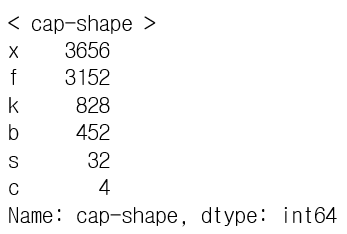 < cap-shape >
x    3656
f    3152
k     828
b     452
s      32
c       4
Name: cap-shape, dtype: int64